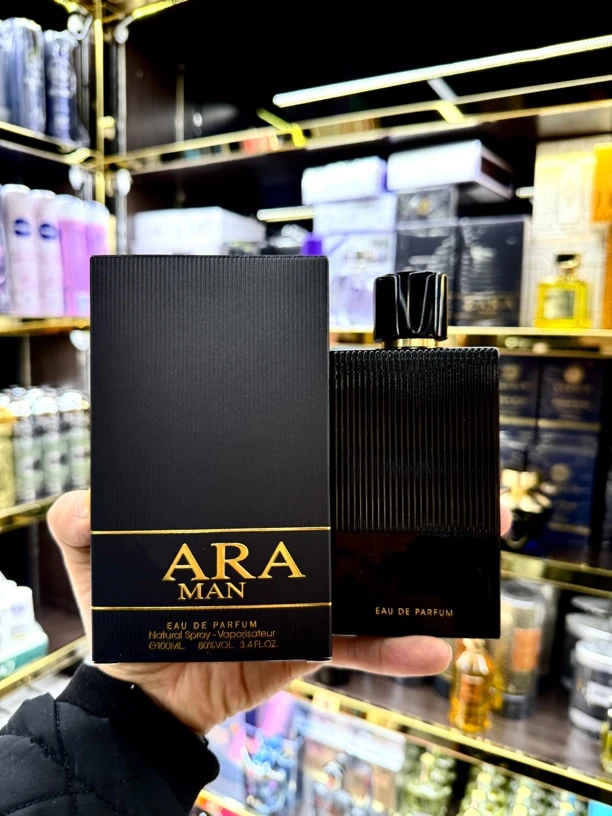 ARA
MAN
EAU DE PARFUM
Natural Spray - Vaporisateur
℮100ML. 80%VOL. 3.4 FL.OZ.
EAU DE PARFUM